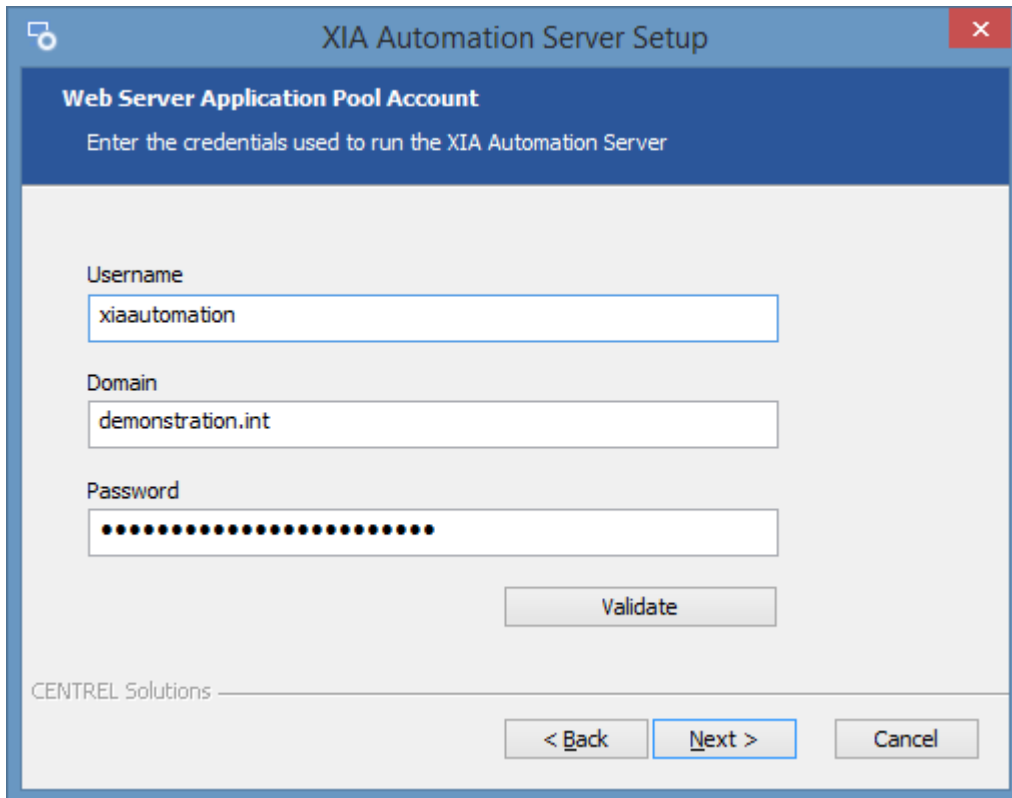 XIA Automation Server Setup
Web Server Application Pool Account
Enter the credentials used to run the XIA Automation Server
Username
xiaautomation
Domain
demonstration.int
Password
●●●●●●●●●●●●●●●●●●●●●●●●
Validate
CENTREL Solutions
< Back Next > Cancel